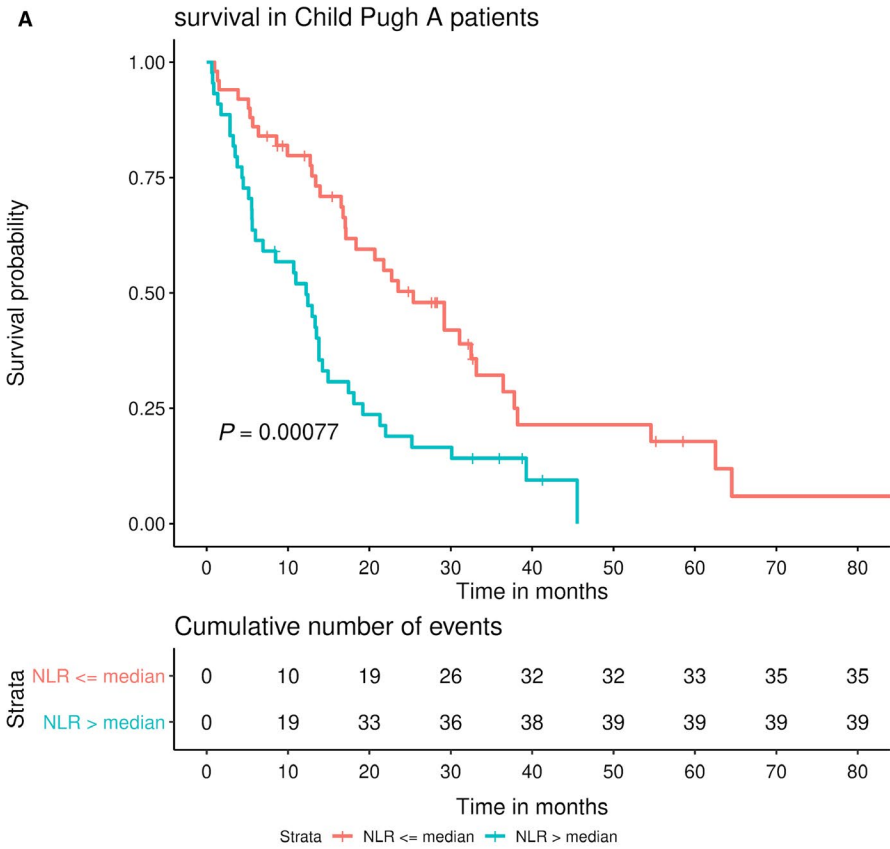 A
survival in Child Pugh A patients
Survival probability
1.00
0.75
0.50
0.25
0.00
P = 0.00077
0 10 20 30 40 50 60 70 80
Time in months
Cumulative number of events
Strata
NLR <= median 0 10 19 26 32 32 33 35 35
NLR > median 0 19 33 36 38 39 39 39 39
0 10 20 30 40 50 60 70 80
Time in months
Strata NLR <= median NLR > median